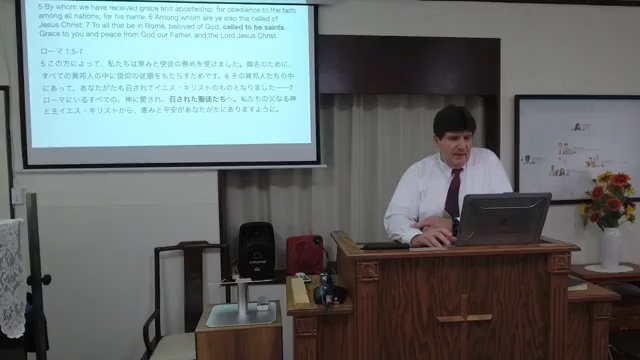 5 By whom we have received grace and apostleship, for obedience to the faith
among all nations, for his name: 6 Among whom are ye also the called of
Jesus Christ: 7 To all that be in Rome, beloved of God, called to be saints:
Grace to you and peace from God our Father, and the Lord Jesus Christ.
ローマ 1:5-7
5 この方によって、私たちは恵みと使徒の務めを受けました。御名のために、
すべての異邦人の中に信仰の従順をもたらすためです。6 その異邦人たちの中
にあって、あなたがたも召されてイエス・キリストのものとなりました——7
ローマにいるすべての、神に愛され、召された聖徒たちへ。私たちの父なる神
と主イエス・キリストから、恵みと平安があなたがたにありますように。